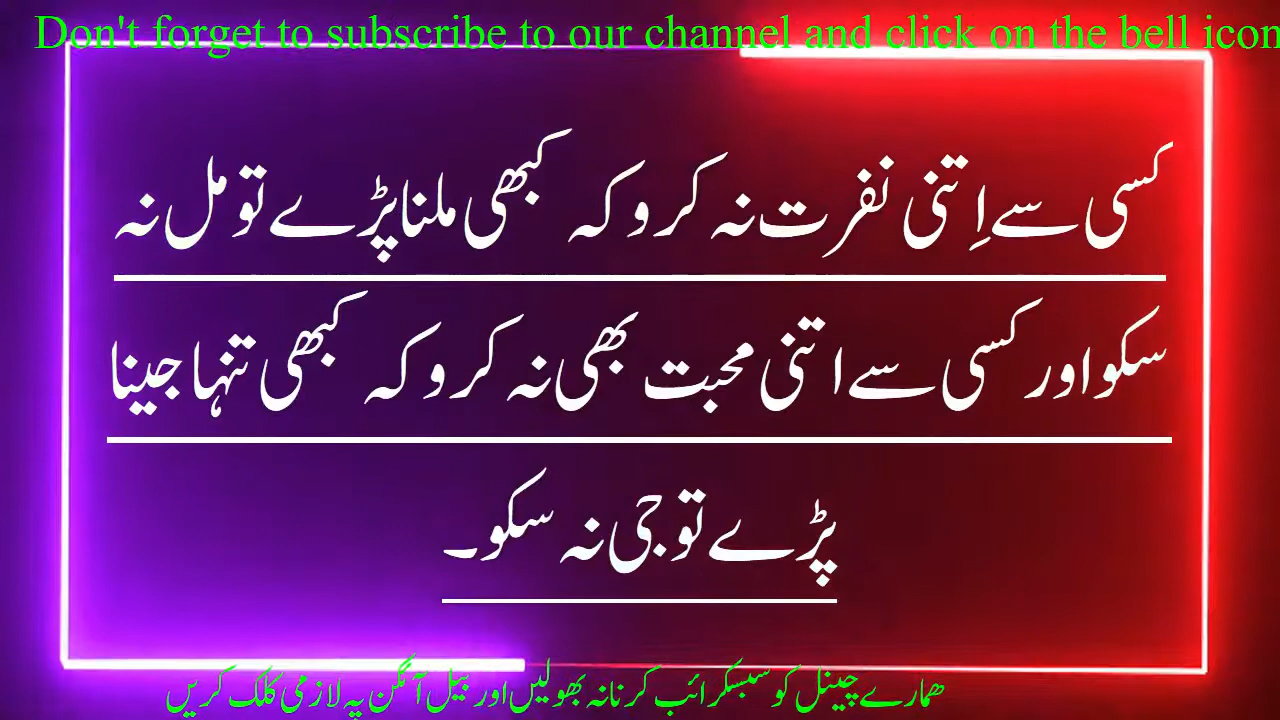 Don't forget to subscribe to our channel and click on the bell icon
کسی سے اِتنی نفرت نہ کرو کہ کبھی ملنا پڑے تو مل نہ
سکو اور کسی سے اتنی محبت بھی نہ کرو کہ کبھی تنہا جینا
پڑے تو جی نہ سکو۔
ھمارے چینل کو سبسکرائب کرنا نہ بھولیں اور بیل آئگن پہ لازمی کلک کریں